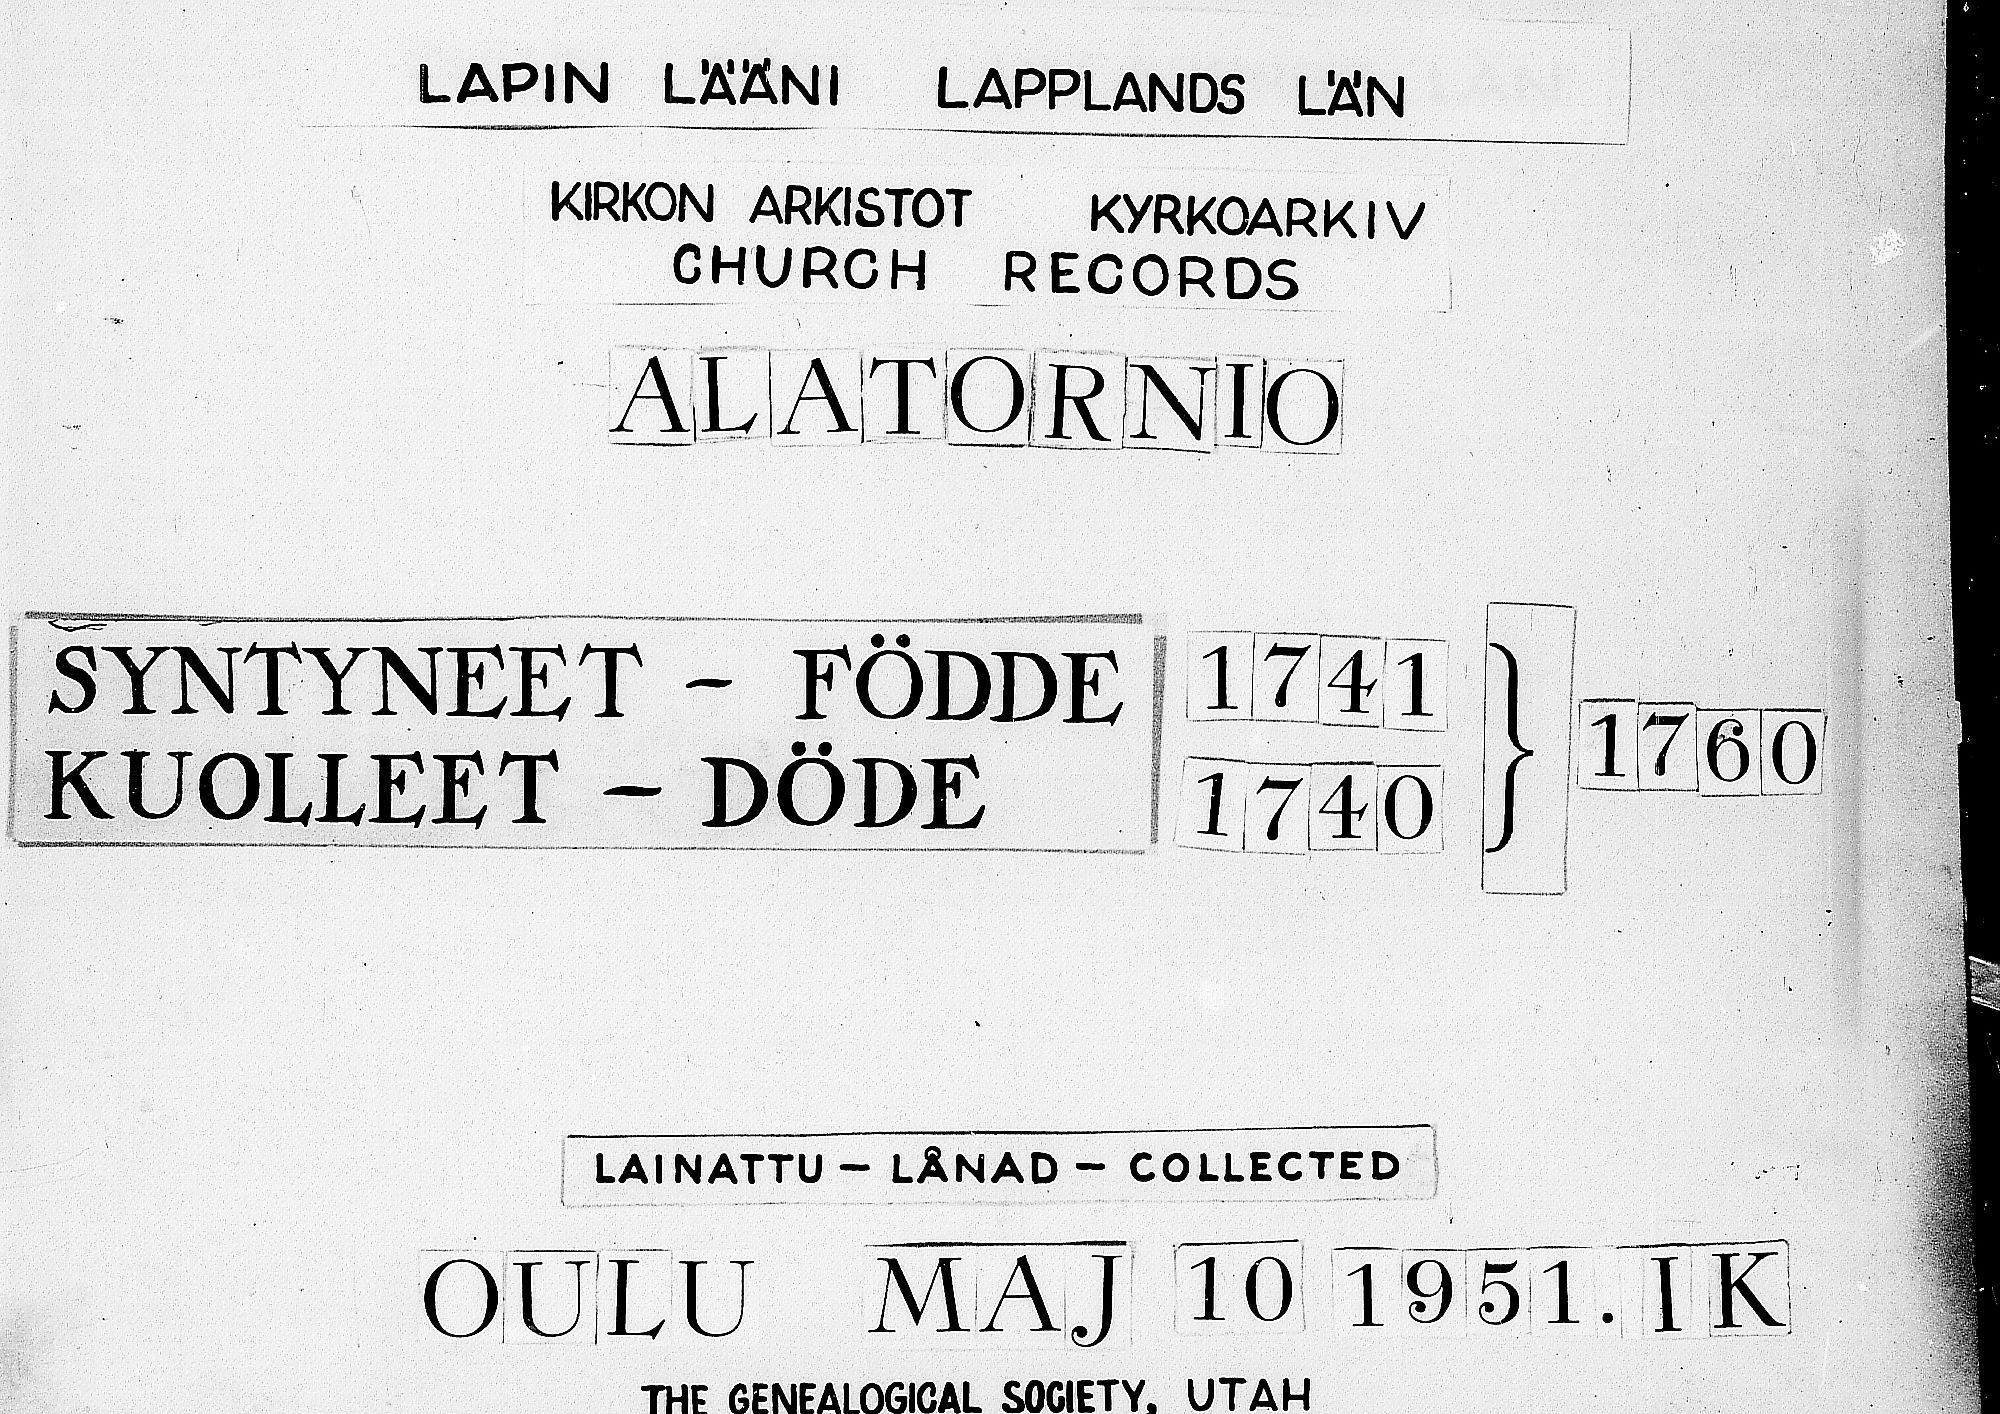 LAPIN LÄÄNI LAPPLANDS LÄN
KIRKON ARKISTOT KYRKOARKIV
CHURCH RECORDS
ALATORNIO
SYNTYNEET - FÖDDE 1741
KUOLLEET - DÖDE 1740 } 1760
LAINATTU - LÅNAD - COLLECTED
OULU MAJ 10 1951. IK
THE GENEALOGICAL SOCIETY, UTAH